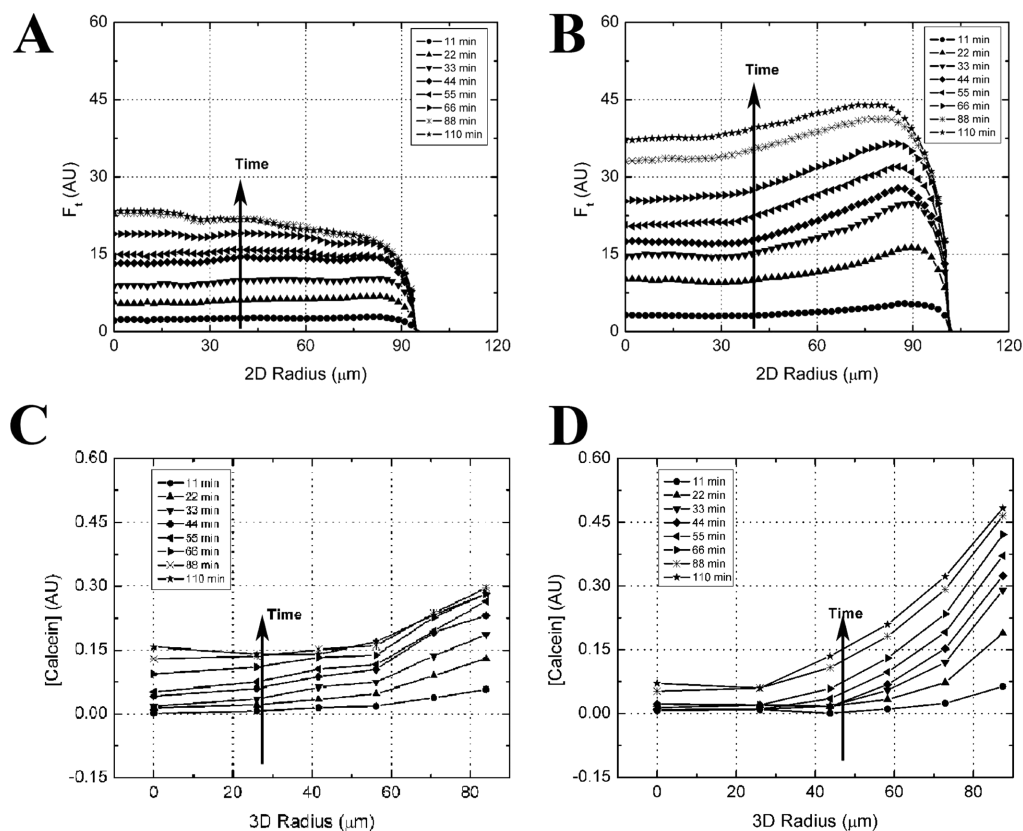 A
60
45
30
15
0
F_t (AU)
11 min
22 min
33 min
44 min
55 min
66 min
88 min
110 min
Time
0 30 60 90 120
2D Radius (μm)
B
60
45
30
15
0
F_t (AU)
11 min
22 min
33 min
44 min
55 min
66 min
88 min
110 min
Time
0 30 60 90 120
2D Radius (μm)
C
0.60
0.45
0.30
0.15
0.00
-0.15
[Calcein] (AU)
11 min
22 min
33 min
44 min
55 min
66 min
88 min
110 min
Time
0 20 40 60 80
3D Radius (μm)
D
0.60
0.45
0.30
0.15
0.00
-0.15
[Calcein] (AU)
11 min
22 min
33 min
44 min
55 min
66 min
88 min
110 min
Time
0 20 40 60 80
3D Radius (μm)